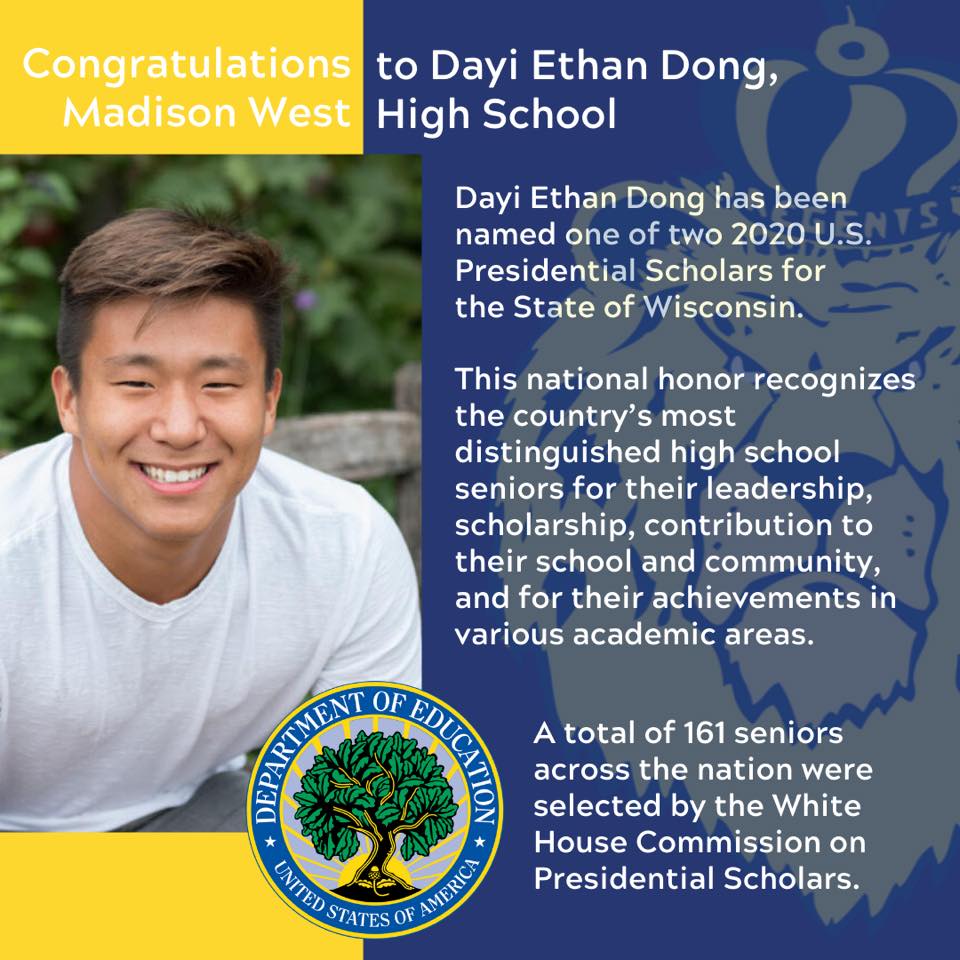 Congratulations to Dayi Ethan Dong,
Madison West High School
Dayi Ethan Dong has been
named one of two 2020 U.S.
Presidential Scholars for
the State of Wisconsin.
This national honor recognizes
the country's most
distinguished high school
seniors for their leadership,
scholarship, contribution to
their school and community,
and for their achievements in
various academic areas.
A total of 161 seniors
across the nation were
selected by the White
House Commission on
Presidential Scholars.
DEPARTMENT OF EDUCATION
UNITED STATES OF AMERICA
REGENTS